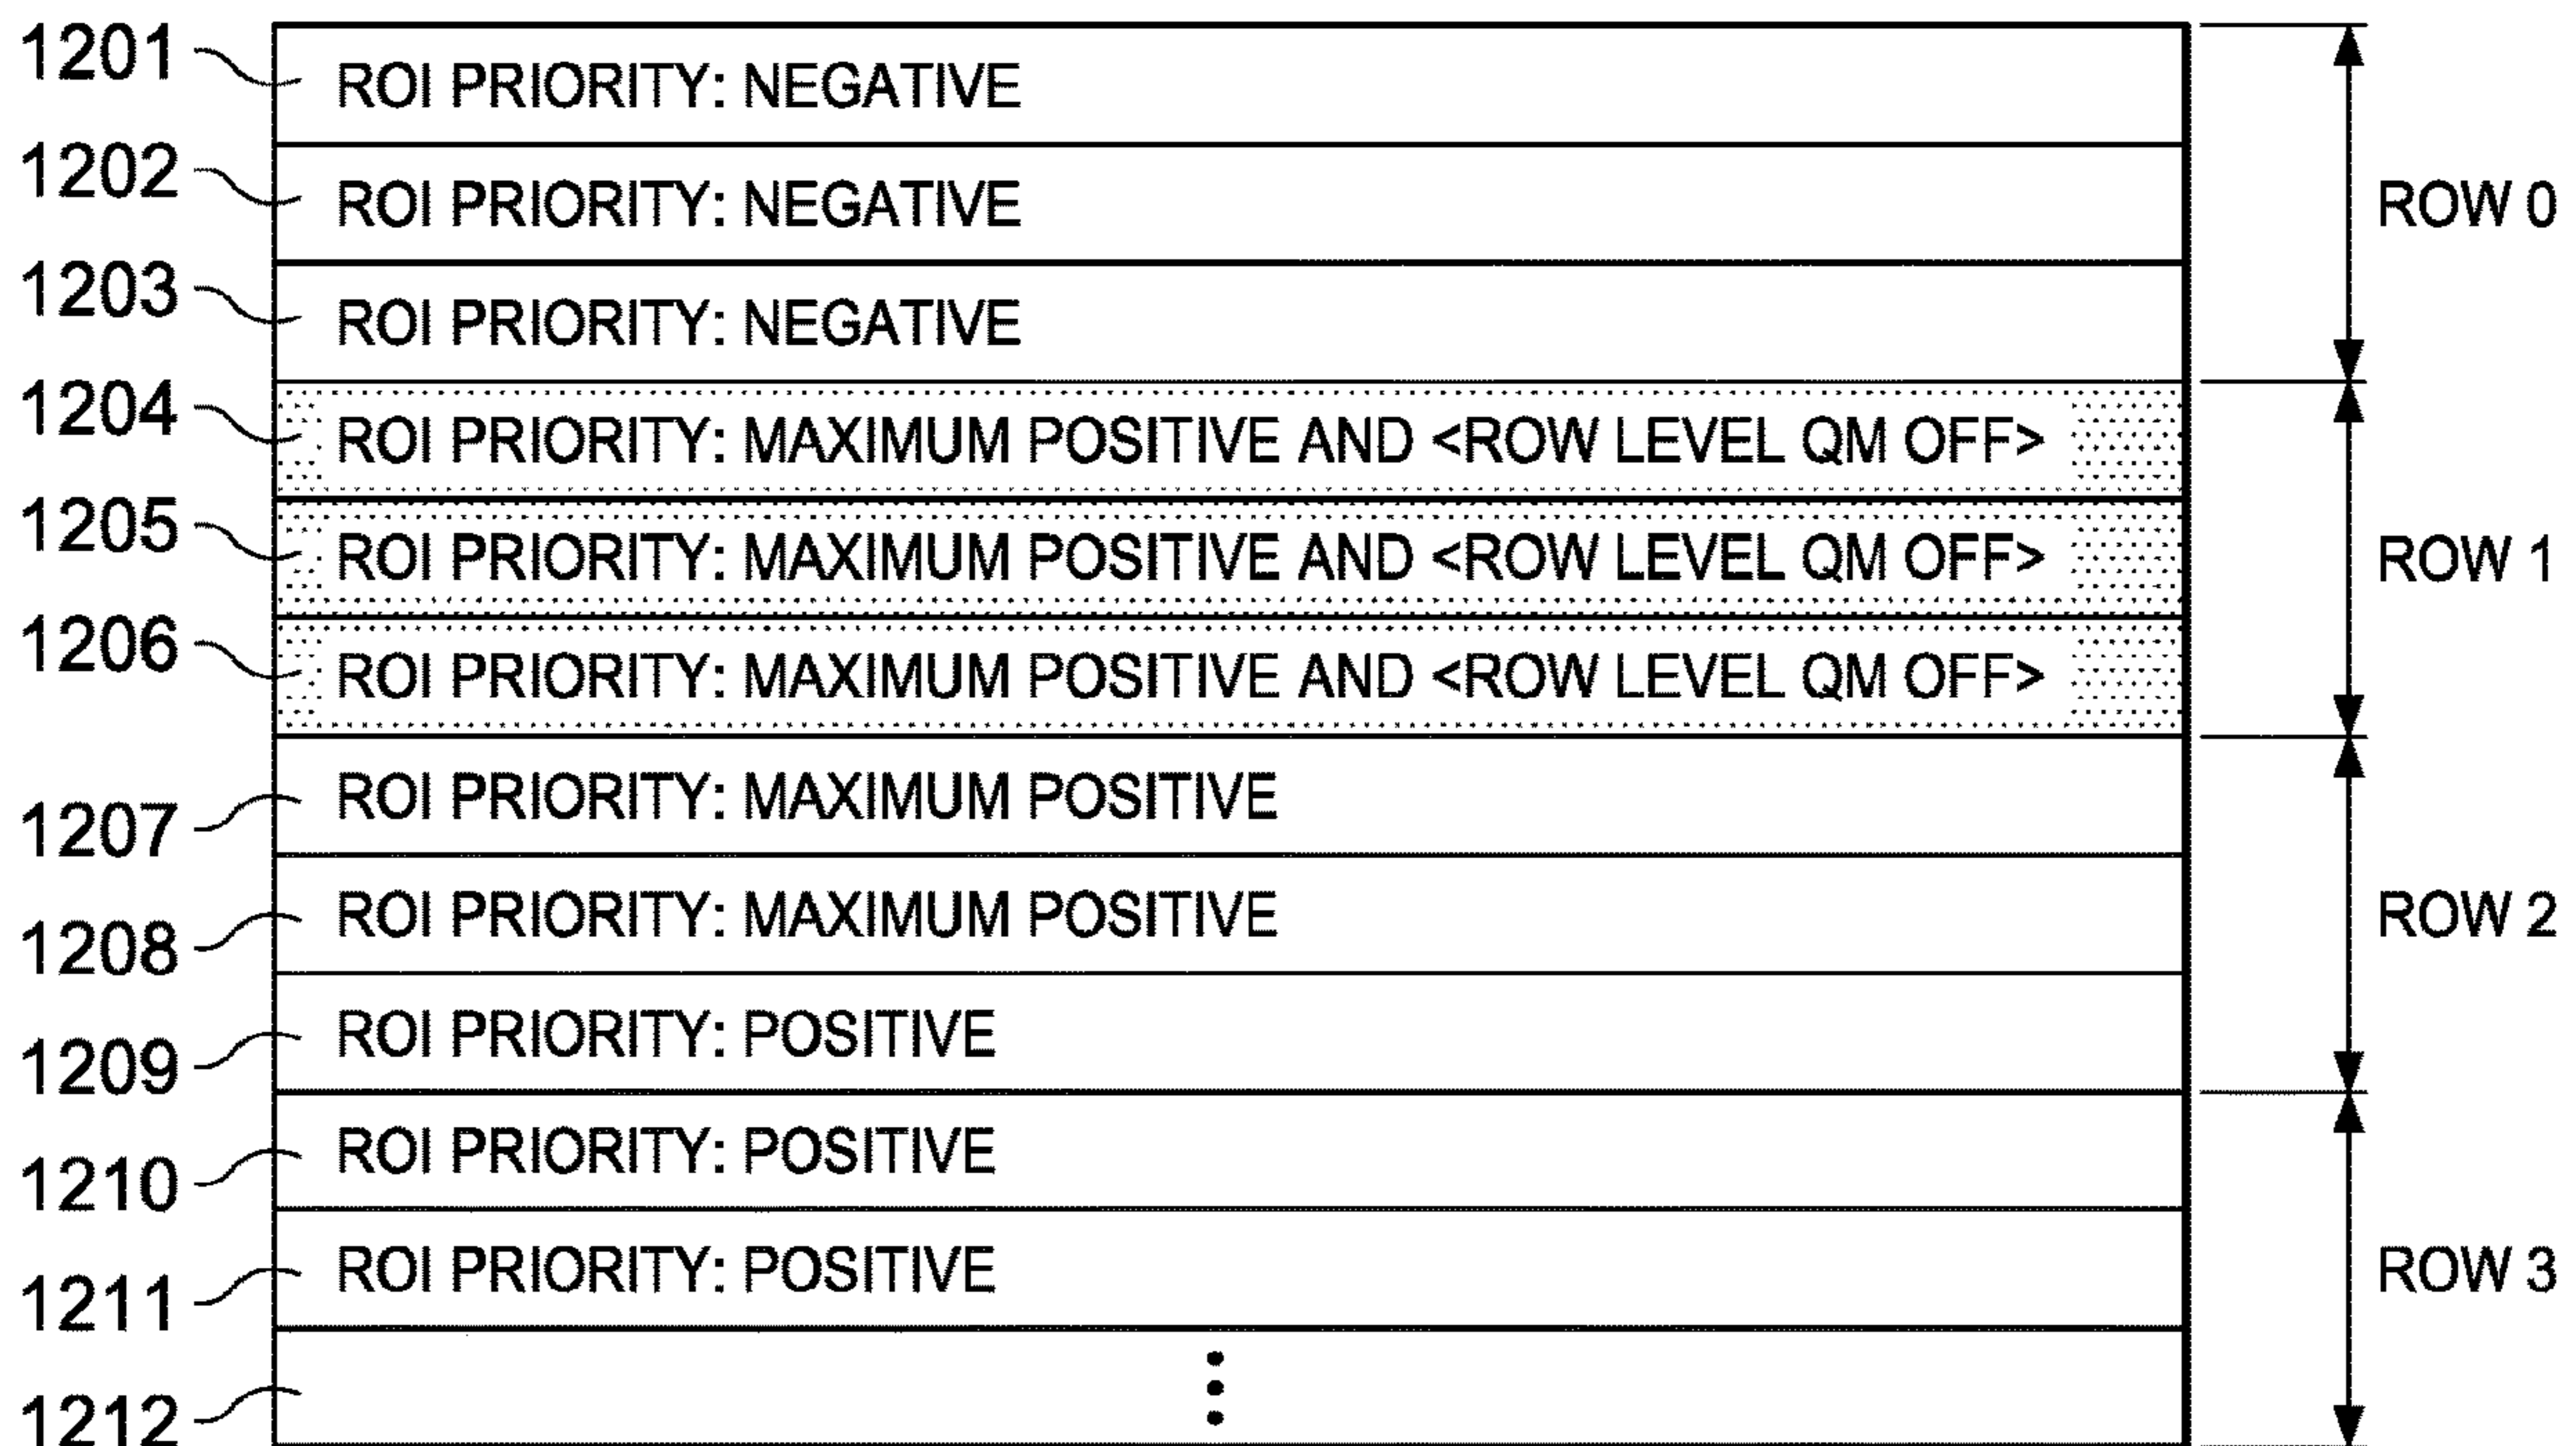 1201 ROI PRIORITY: NEGATIVE
1202 ROI PRIORITY: NEGATIVE ROW 0
1203 ROI PRIORITY: NEGATIVE
1204 ROI PRIORITY: MAXIMUM POSITIVE AND <ROW LEVEL QM OFF>
1205 ROI PRIORITY: MAXIMUM POSITIVE AND <ROW LEVEL QM OFF> ROW 1
1206 ROI PRIORITY: MAXIMUM POSITIVE AND <ROW LEVEL QM OFF>
1207 ROI PRIORITY: MAXIMUM POSITIVE
1208 ROI PRIORITY: MAXIMUM POSITIVE ROW 2
1209 ROI PRIORITY: POSITIVE
1210 ROI PRIORITY: POSITIVE
1211 ROI PRIORITY: POSITIVE ROW 3
1212